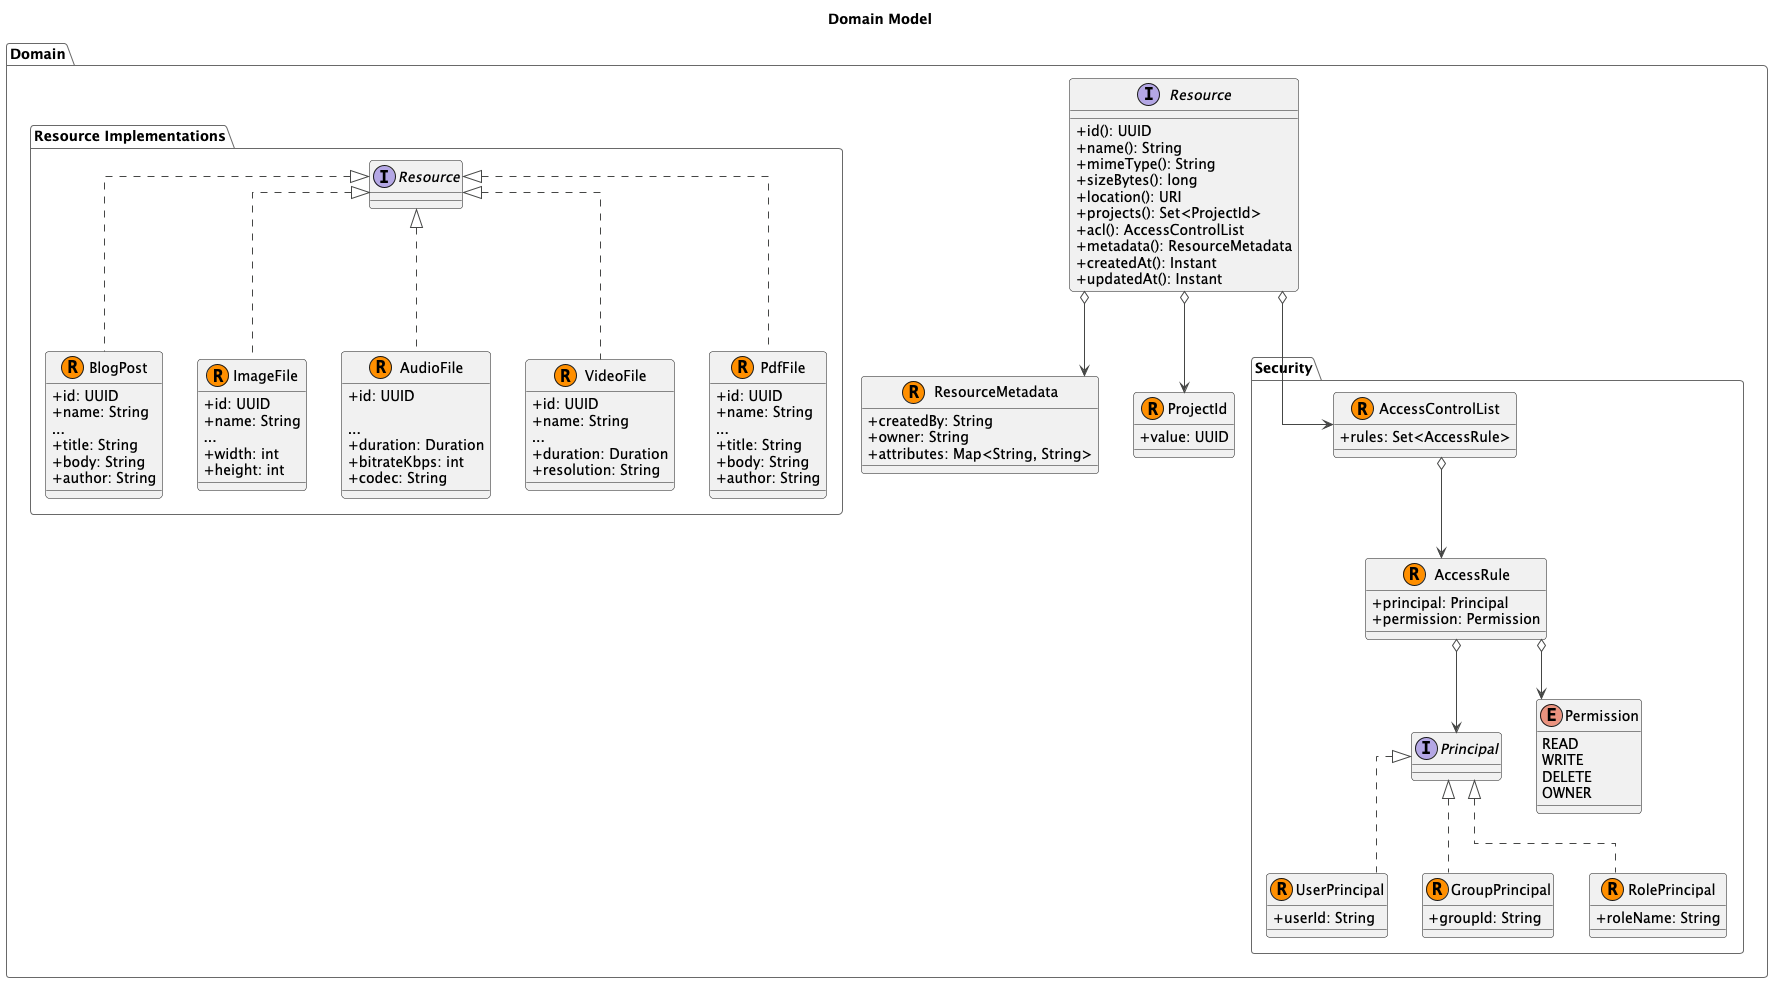 Domain Model
Domain
Resource Implementations
I Resource
R BlogPost
+id: UUID
+name: String
...
+title: String
+body: String
+author: String
R ImageFile
+id: UUID
+name: String
...
+width: int
+height: int
R AudioFile
+id: UUID
...
+duration: Duration
+bitrateKbps: int
+codec: String
R VideoFile
+id: UUID
+name: String
...
+duration: Duration
+resolution: String
R PdfFile
+id: UUID
+name: String
...
+title: String
+body: String
+author: String
I Resource
+id(): UUID
+name(): String
+mimeType(): String
+sizeBytes(): long
+location(): URI
+projects(): Set<ProjectId>
+acl(): AccessControlList
+metadata(): ResourceMetadata
+createdAt(): Instant
+updatedAt(): Instant
R ResourceMetadata
+createdBy: String
+owner: String
+attributes: Map<String, String>
R ProjectId
+value: UUID
Security
R AccessControlList
+rules: Set<AccessRule>
R AccessRule
+principal: Principal
+permission: Permission
I Principal
E Permission
READ
WRITE
DELETE
OWNER
R UserPrincipal
+userId: String
R GroupPrincipal
+groupId: String
R RolePrincipal
+roleName: String